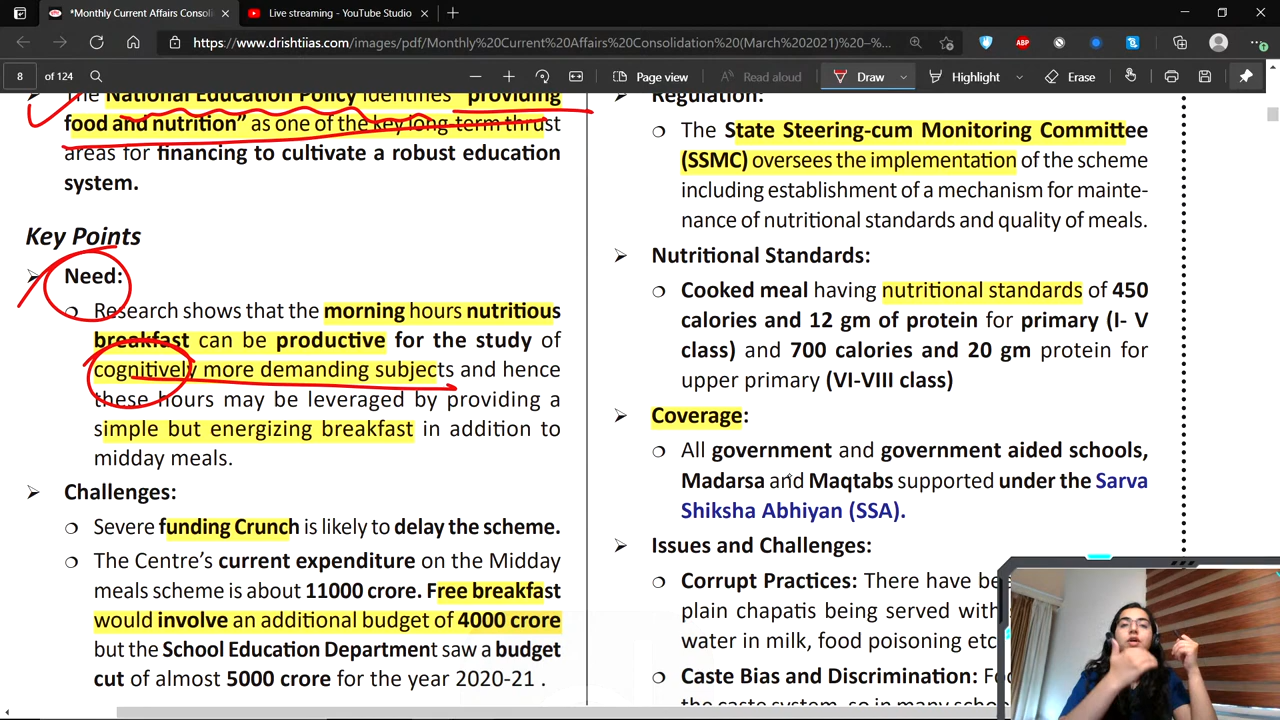 *Monthly Current Affairs Consoli
Live streaming - YouTube Studio
https://www.drishtiias.com/images/pdf/Monthly%20Current%20Affairs%20Consolidation%20(March%202021)%20–%...
ABP
8 of 124
Page view
Read aloud
Draw
Highlight
Erase
The National Education Policy identifies “providing
food and nutrition” as one of the key long-term thrust
areas for financing to cultivate a robust education
system.
Key Points
Need:
Research shows that the morning hours nutritious
breakfast can be productive for the study of
cognitively more demanding subjects and hence
these hours may be leveraged by providing a
simple but energizing breakfast in addition to
midday meals.
Challenges:
Severe funding Crunch is likely to delay the scheme.
The Centre’s current expenditure on the Midday
meals scheme is about 11000 crore. Free breakfast
would involve an additional budget of 4000 crore
but the School Education Department saw a budget
cut of almost 5000 crore for the year 2020-21 .
Regulation:
The State Steering-cum Monitoring Committee
(SSMC) oversees the implementation of the scheme
including establishment of a mechanism for mainte-
nance of nutritional standards and quality of meals.
Nutritional Standards:
Cooked meal having nutritional standards of 450
calories and 12 gm of protein for primary (I- V
class) and 700 calories and 20 gm protein for
upper primary (VI-VIII class)
Coverage:
All government and government aided schools,
Madarsa and Maqtabs supported under the Sarva
Shiksha Abhiyan (SSA).
Issues and Challenges:
Corrupt Practices: There have be
plain chapatis being served with
water in milk, food poisoning etc
Caste Bias and Discrimination: Fo
the caste system, so in many scho